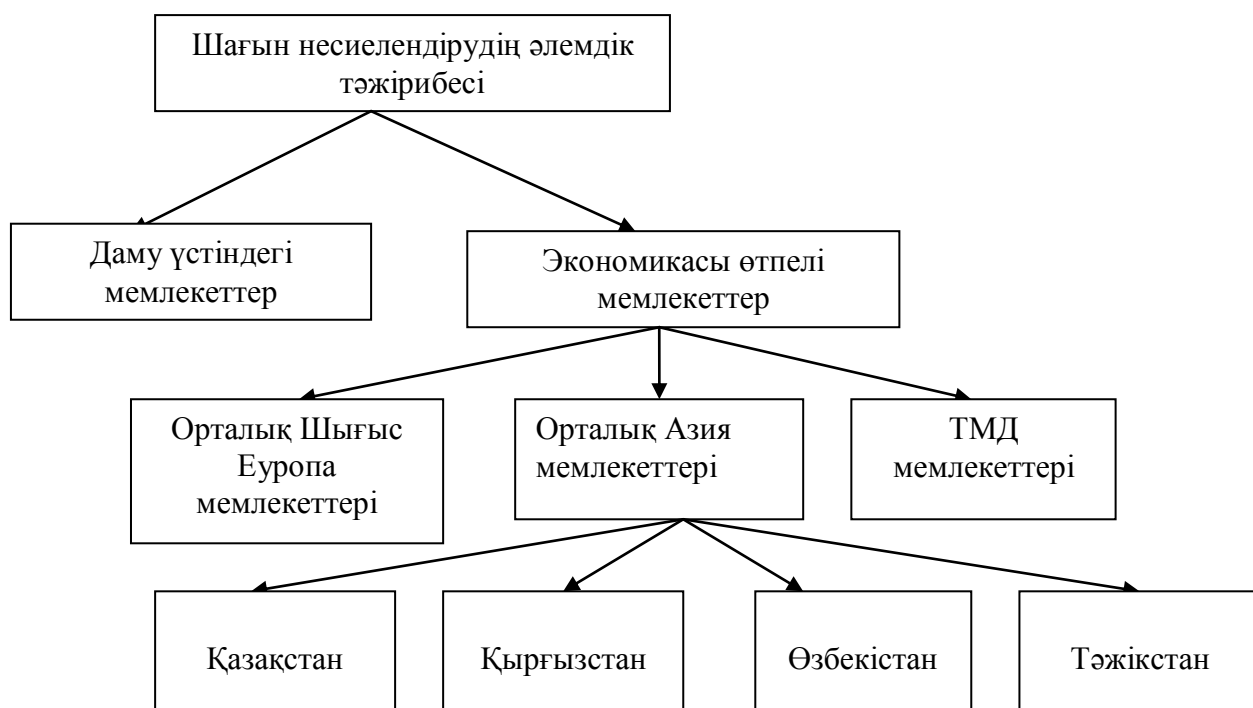 Шағын несиелендірудің әлемдік
тәжірибесі
Даму үстіндегі
мемлекеттер
Экономикасы өтпелі
мемлекеттер
Орталық Шығыс
Еуропа
мемлекеттері
Орталық Азия
мемлекеттері
ТМД
мемлекеттері
Қазақстан
Қырғызстан
Өзбекістан
Тәжікстан